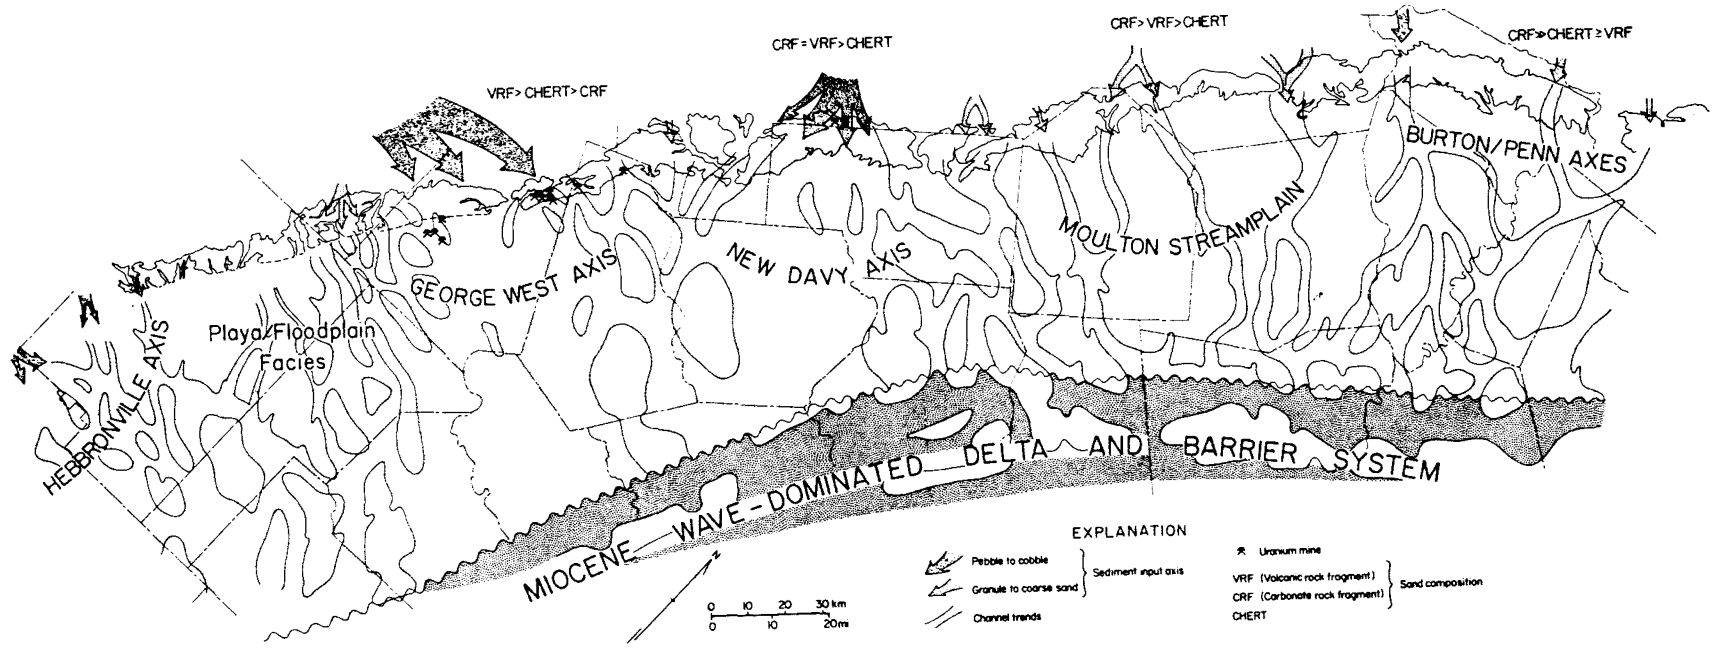 CRF>VRF>CHERT
CRF≫CHERT≥VRF
CRF=VRF>CHERT
VRF>CHERT>CRF
BURTON/PENN AXES
MOULTON STREAMPLAIN
NEW DAVY AXIS
GEORGE WEST AXIS
Playa/Floodplain
Facies
HEBBRONVILLE AXIS
MIOCENE WAVE-DOMINATED DELTA AND BARRIER SYSTEM
N
EXPLANATION
Pebble to cobble
Granule to coarse sand
Sediment input axis
Channel trends
Uranium mine
VRF (Volcanic rock fragment)
CRF (Carbonate rock fragment)
CHERT
Sand composition
0 10 20 30 km
0 10 20 mi